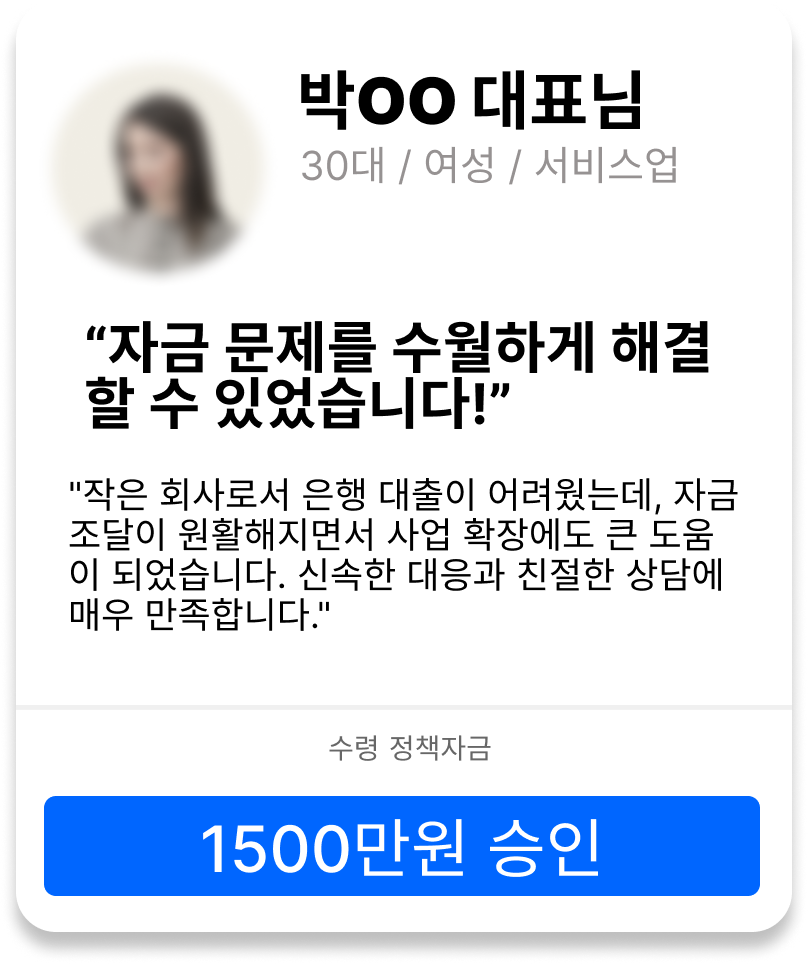 박OO 대표님
30대 / 여성 / 서비스업
“자금 문제를 수월하게 해결
할 수 있었습니다!”
"작은 회사로서 은행 대출이 어려웠는데, 자금
조달이 원활해지면서 사업 확장에도 큰 도움
이 되었습니다. 신속한 대응과 친절한 상담에
매우 만족합니다."
수령 정책자금
1500만원 승인